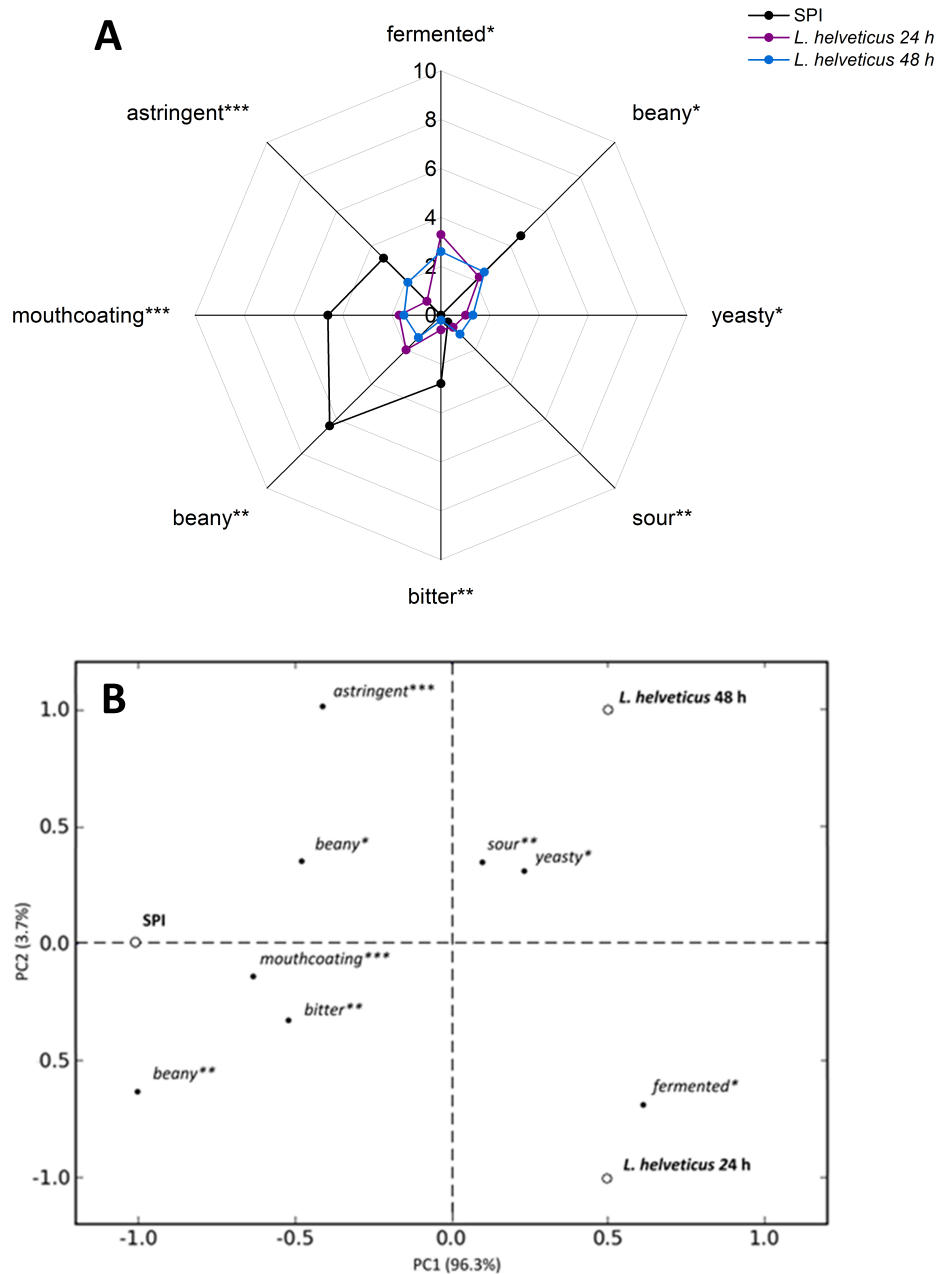 A
SPI
L. helveticus 24 h
L. helveticus 48 h
fermented*
astringent***
beany*
10
8
6
4
2
0
mouthcoating***
yeasty*
beany**
sour**
bitter**
B
astringent***
L. helveticus 48 h
1.0
0.5
beany*
sour**
yeasty*
SPI
0.0
mouthcoating***
bitter**
PC2 (3.7%)
0.5
beany**
fermented*
L. helveticus 24 h
-1.0
-1.0
-0.5
0.0
0.5
1.0
PC1 (96.3%)